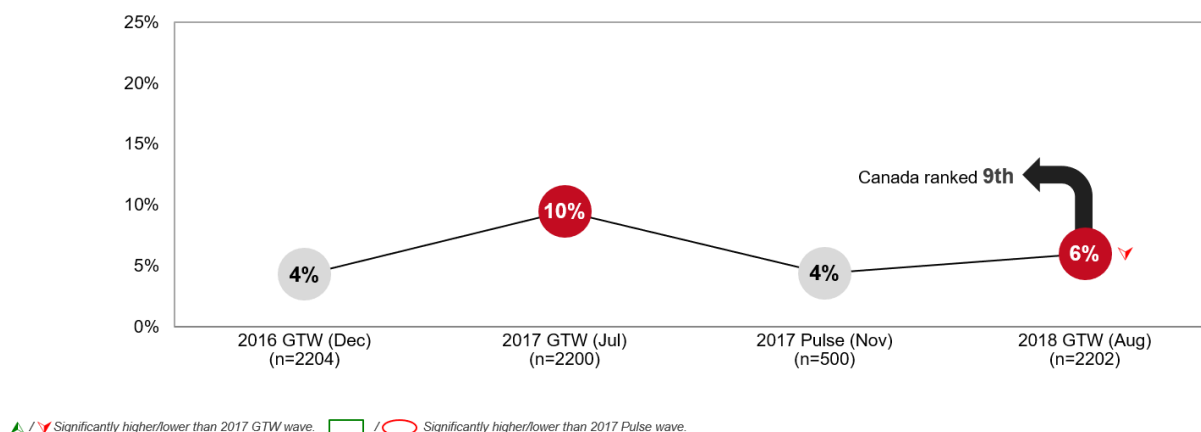 25%
20%
15%
10%
5%
0%
4%
10%
4%
6%
Canada ranked 9th
2016 GTW (Dec)
(n=2204)
2017 GTW (Jul)
(n=2200)
2017 Pulse (Nov)
(n=500)
2018 GTW (Aug)
(n=2202)
/ Significantly higher/lower than 2017 GTW wave. / Significantly higher/lower than 2017 Pulse wave.